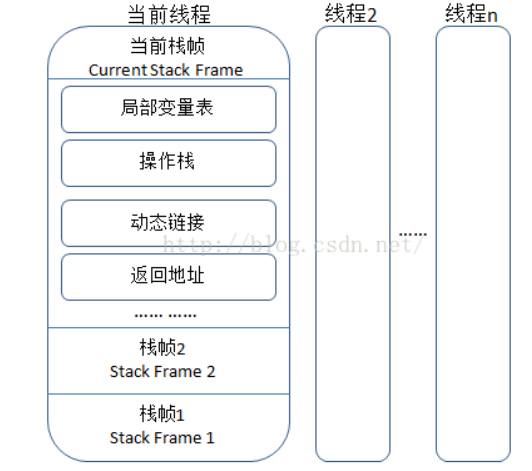 当前线程
线程2
线程n
当前栈帧
Current Stack Frame
局部变量表
操作栈
动态链接
http://blog.csdn.net/
返回地址
…… ……
……
栈帧2
Stack Frame 2
栈帧1
Stack Frame 1